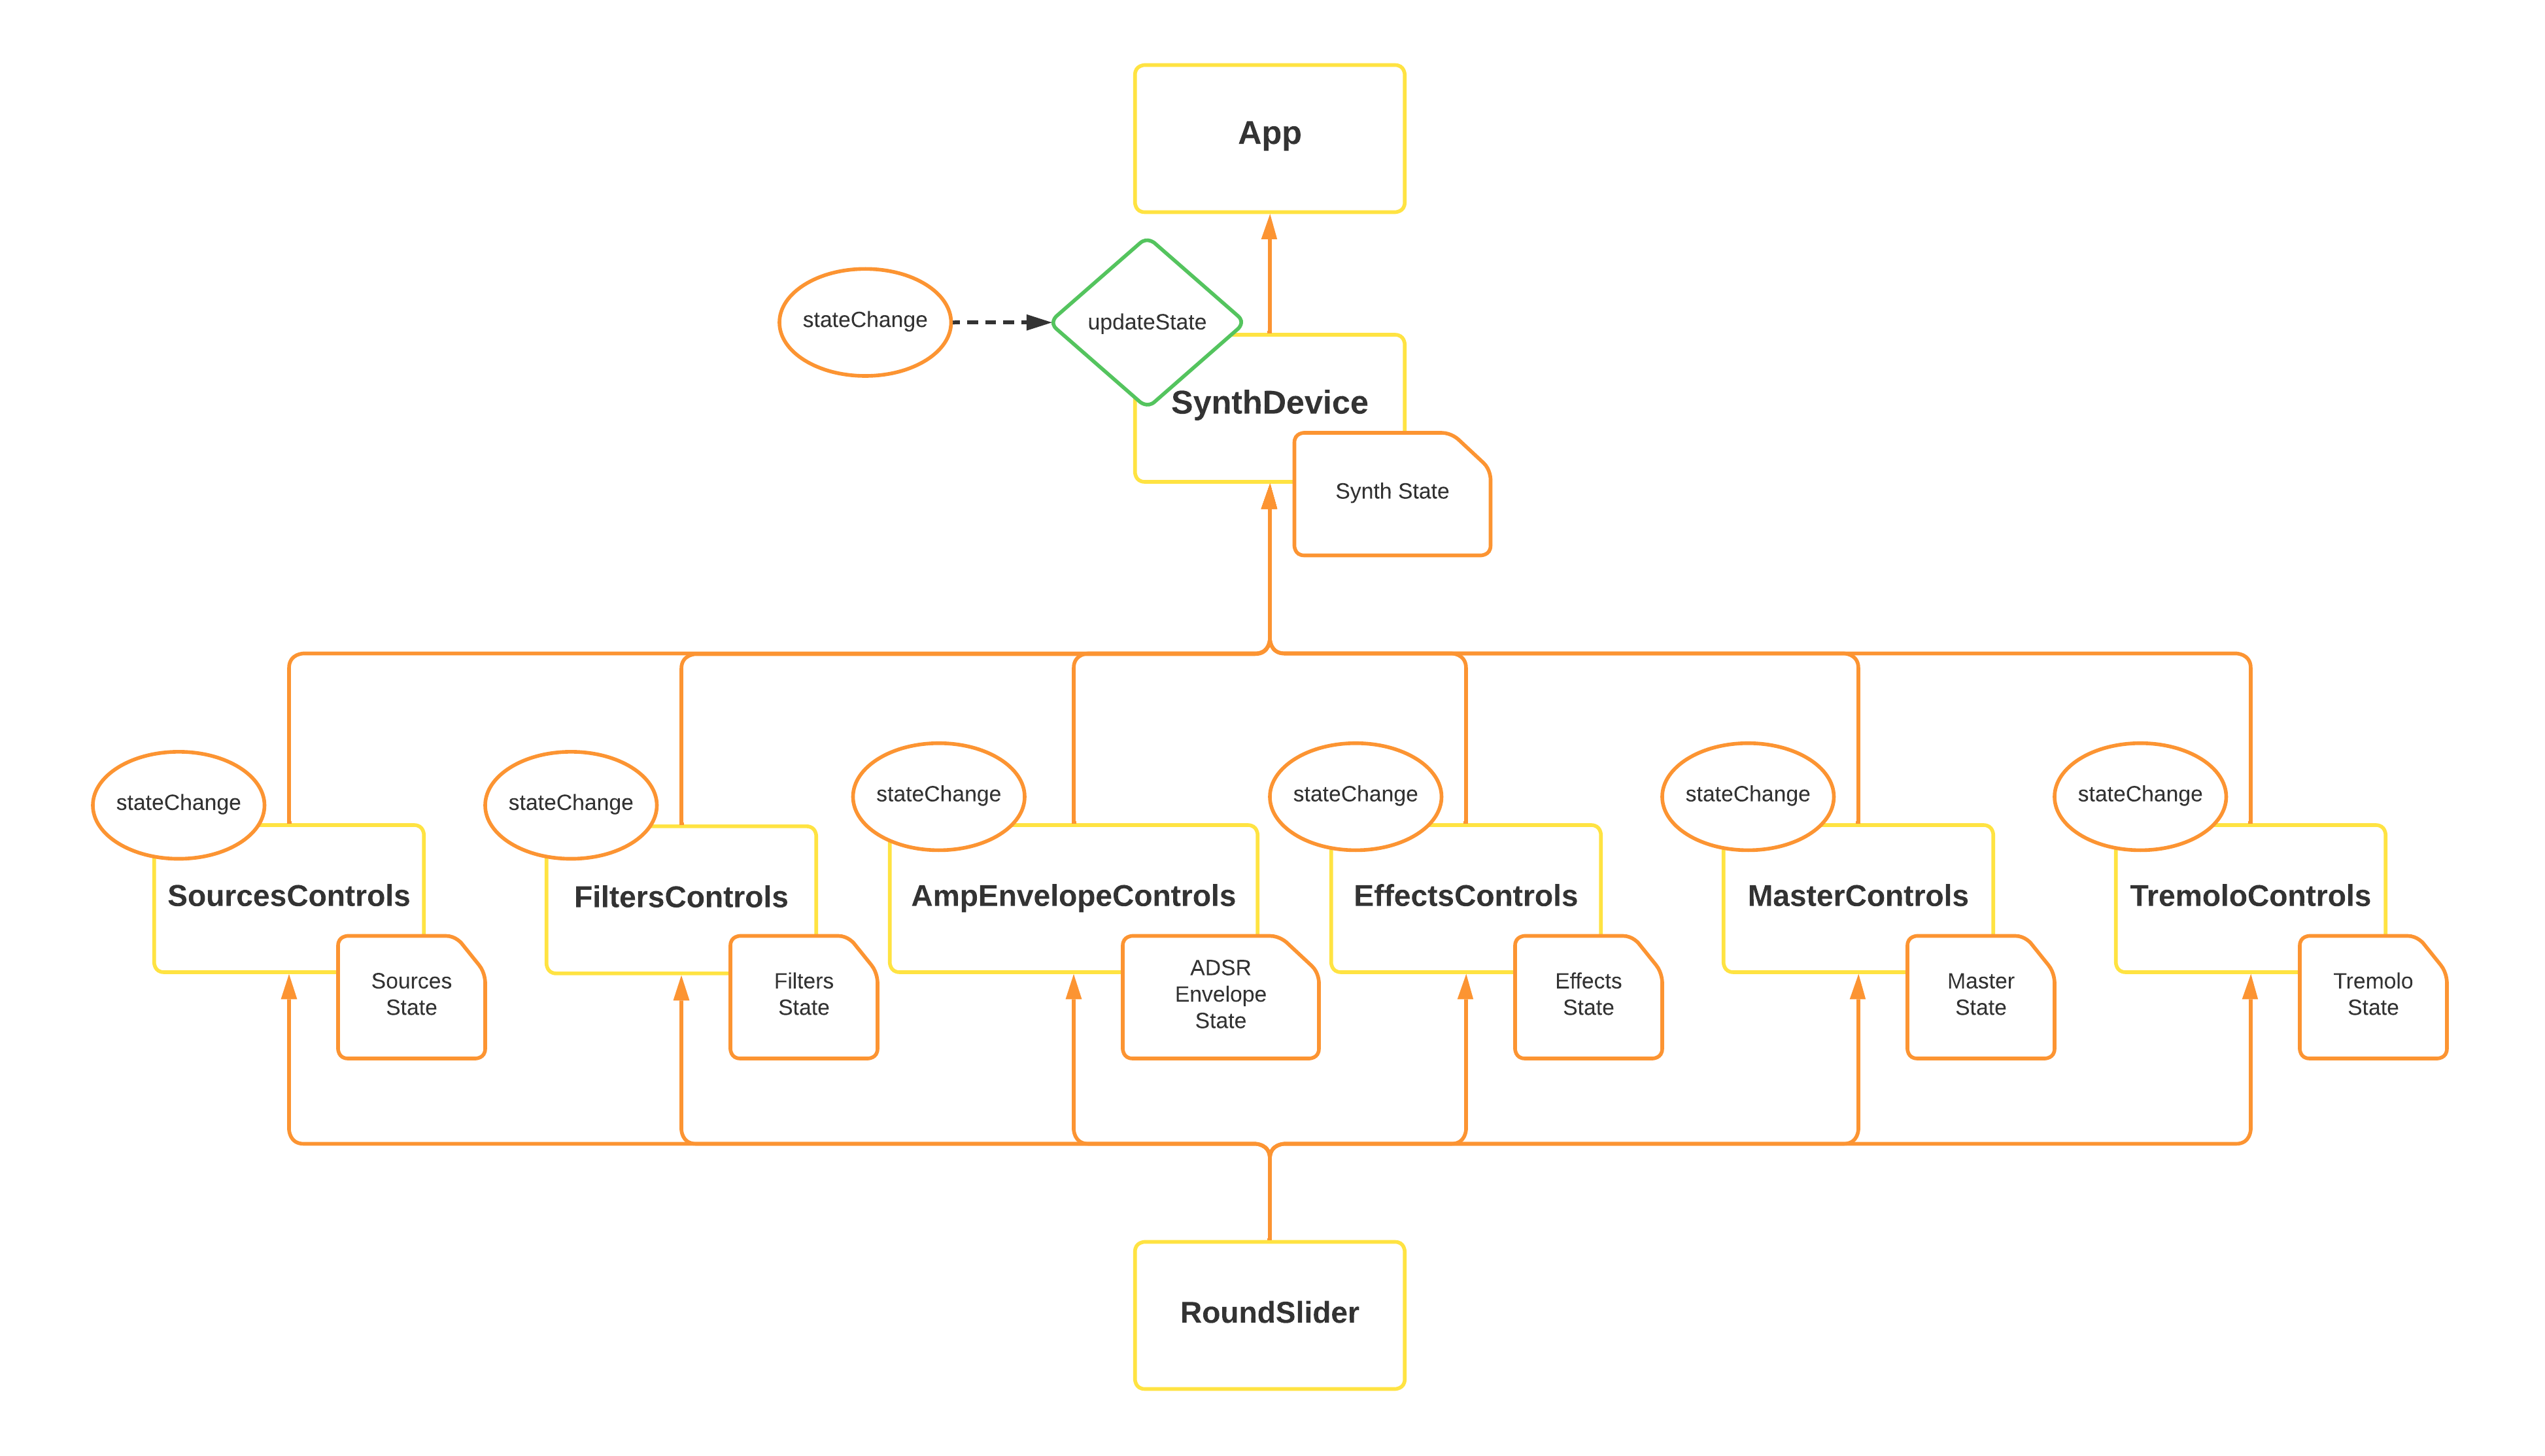 App
stateChange
updateState
SynthDevice
Synth State
stateChange
stateChange
stateChange
stateChange
stateChange
stateChange
SourcesControls
FiltersControls
AmpEnvelopeControls
EffectsControls
MasterControls
TremoloControls
Sources
State
Filters
State
ADSR
Envelope
State
Effects
State
Master
State
Tremolo
State
RoundSlider